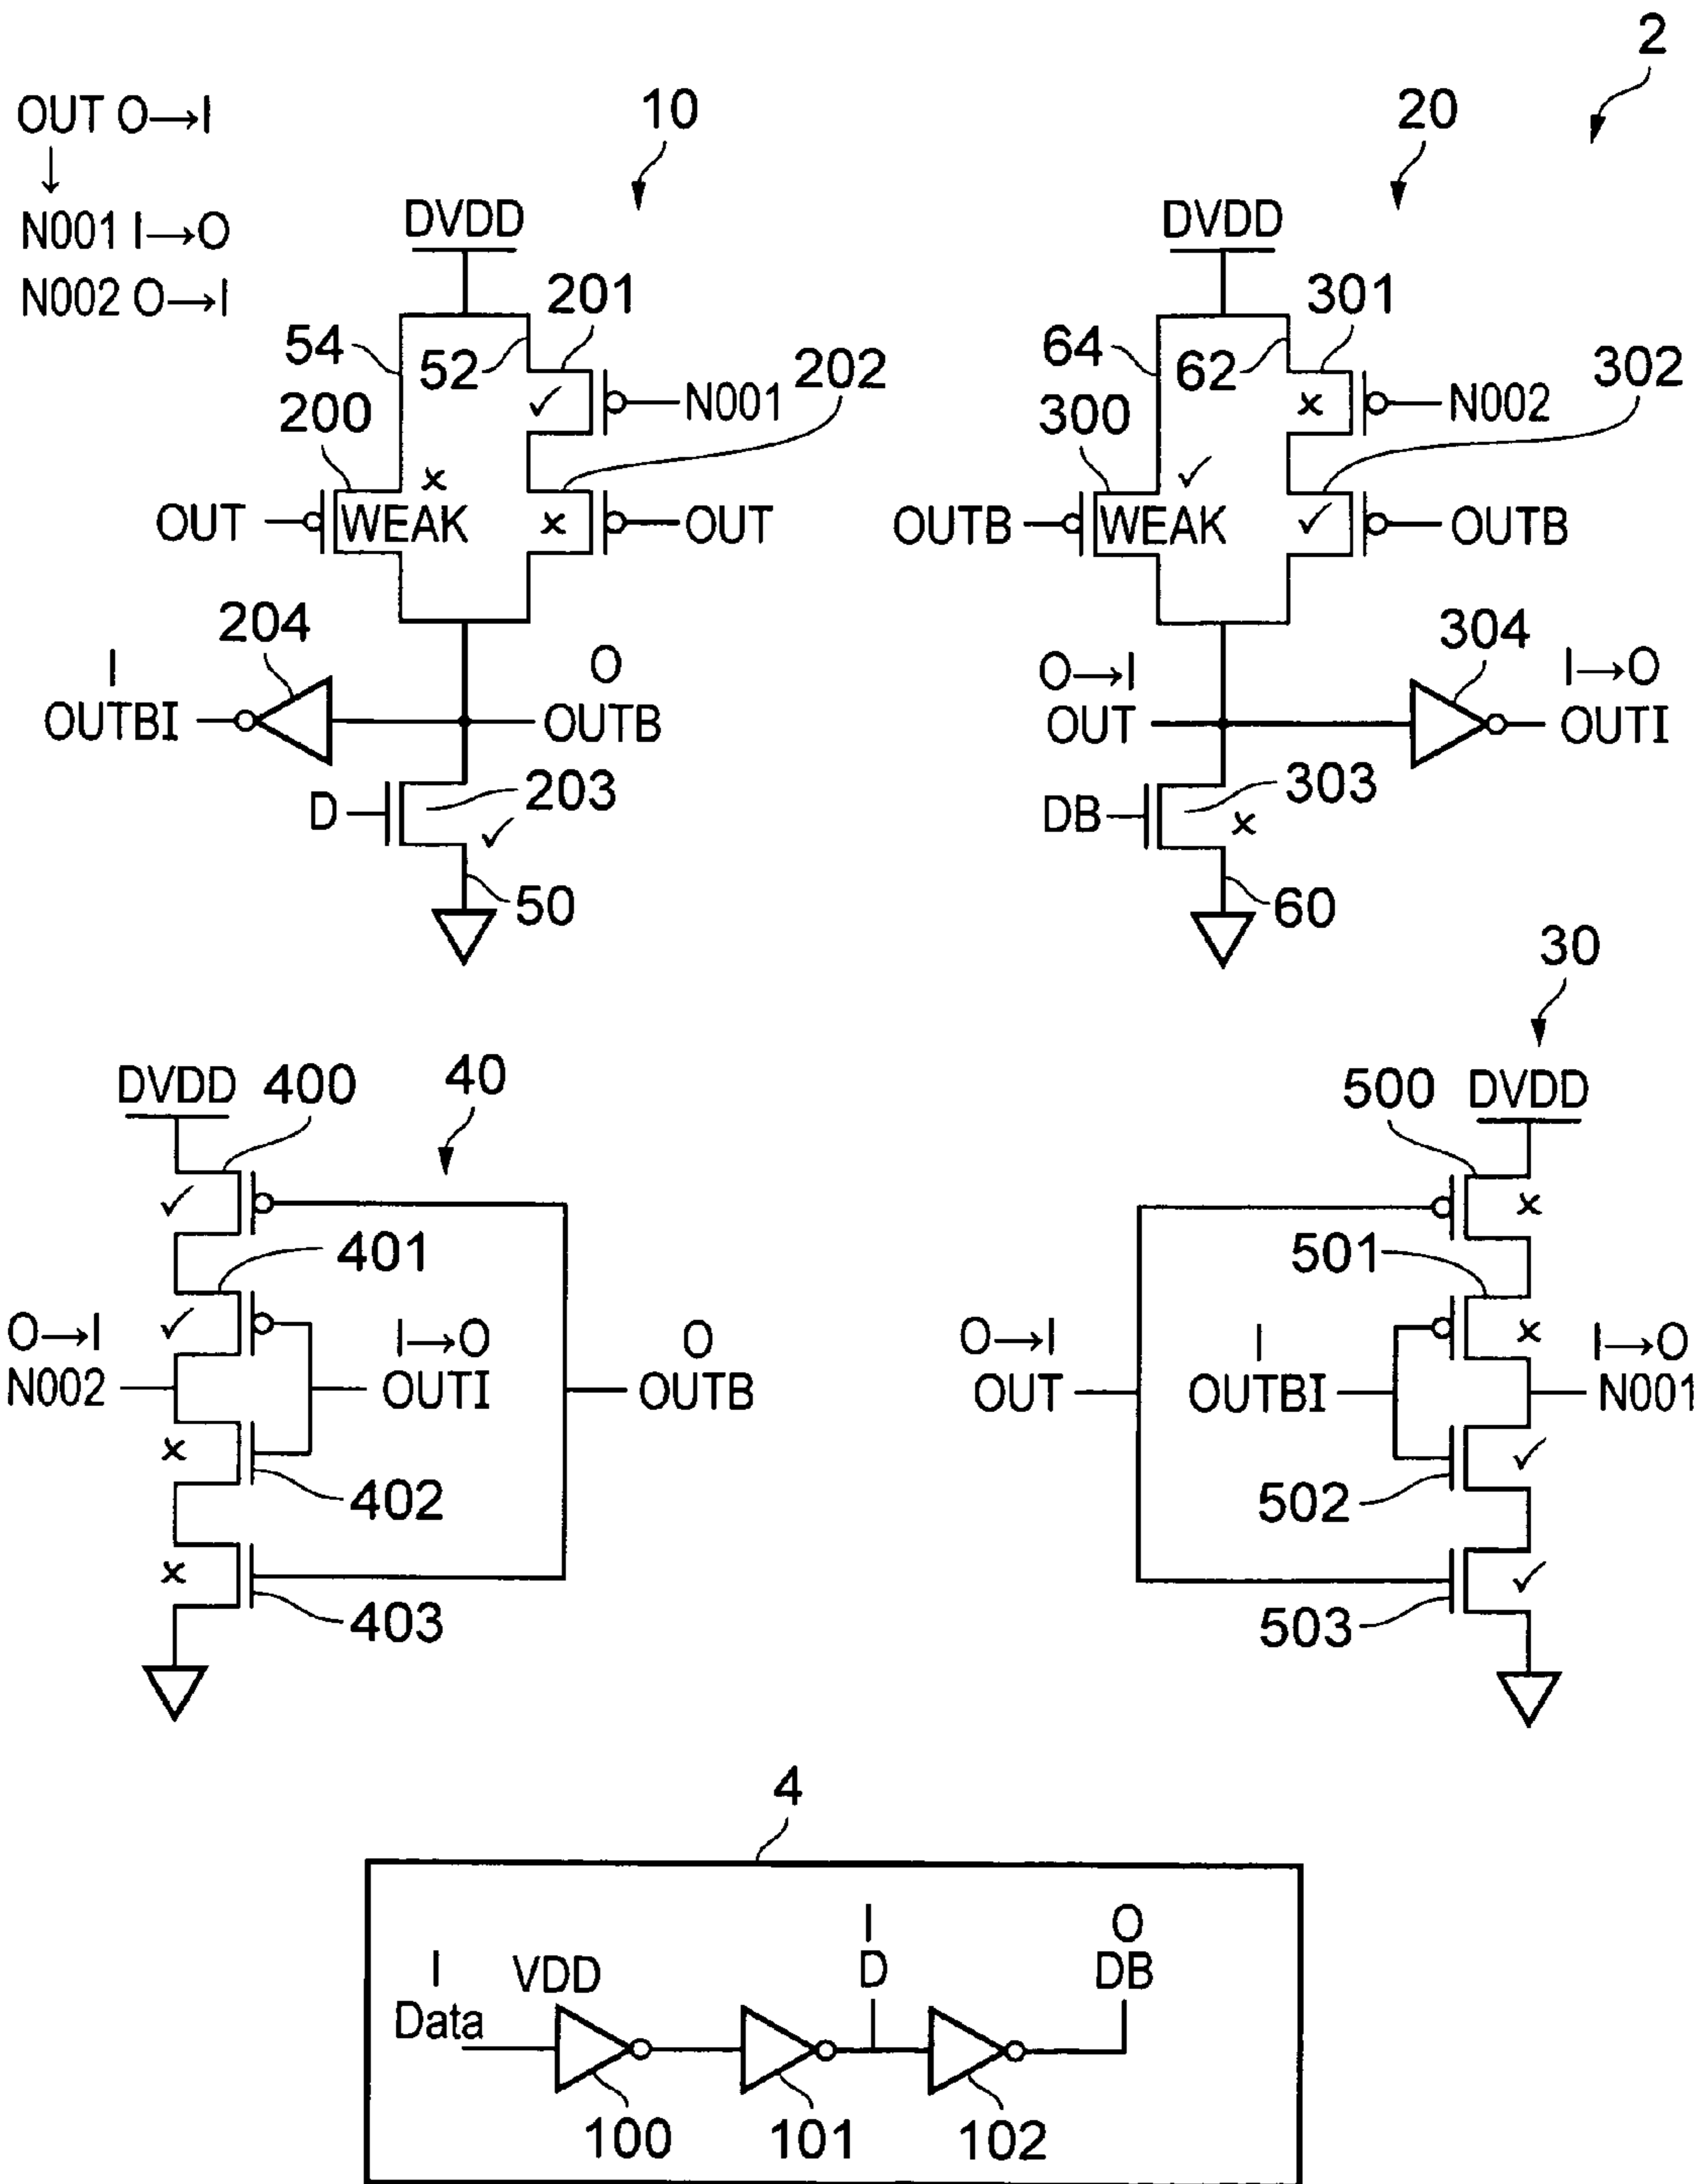 2
OUT O→I
↓
N001 I→O
N002 O→I
10
20
DVDD
DVDD
54
52
201
64
62
301
200
202
300
302
N001
N002
×
✓
✓
×
OUT
WEAK
×
OUT
OUTB
WEAK
✓
OUTB
204
304
I
OUTBI
O
OUTB
O→I
OUT
I→O
OUTI
D
203
✓
DB
303
×
50
60
30
DVDD
400
40
500
DVDD
✓
×
401
501
✓
×
O→I
N002
I→O
OUTI
O
OUTB
O→I
OUT
I
OUTBI
I→O
N001
×
✓
402
502
×
✓
403
503
4
I
Data
VDD
I
D
O
DB
100
101
102